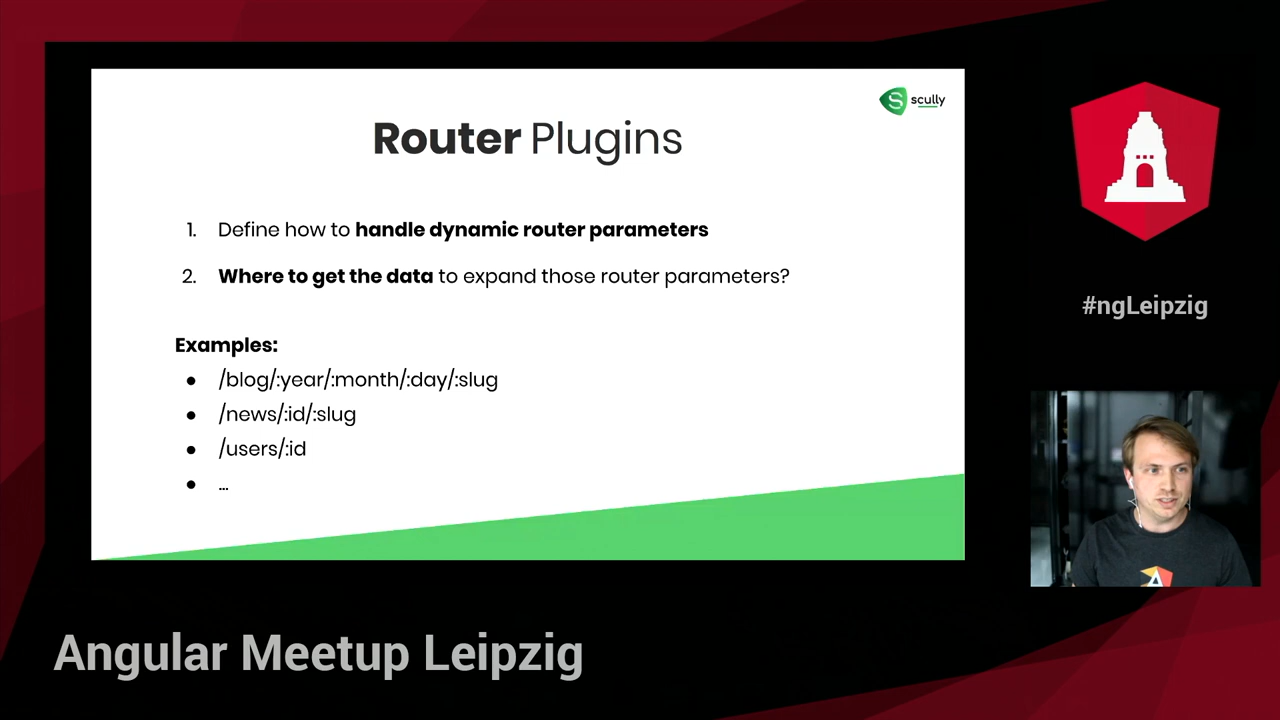 scully
Router Plugins
1. Define how to handle dynamic router parameters
2. Where to get the data to expand those router parameters?
Examples:
● /blog/:year/:month/:day/:slug
● /news/:id/:slug
● /users/:id
● ...
#ngLeipzig
Angular Meetup Leipzig